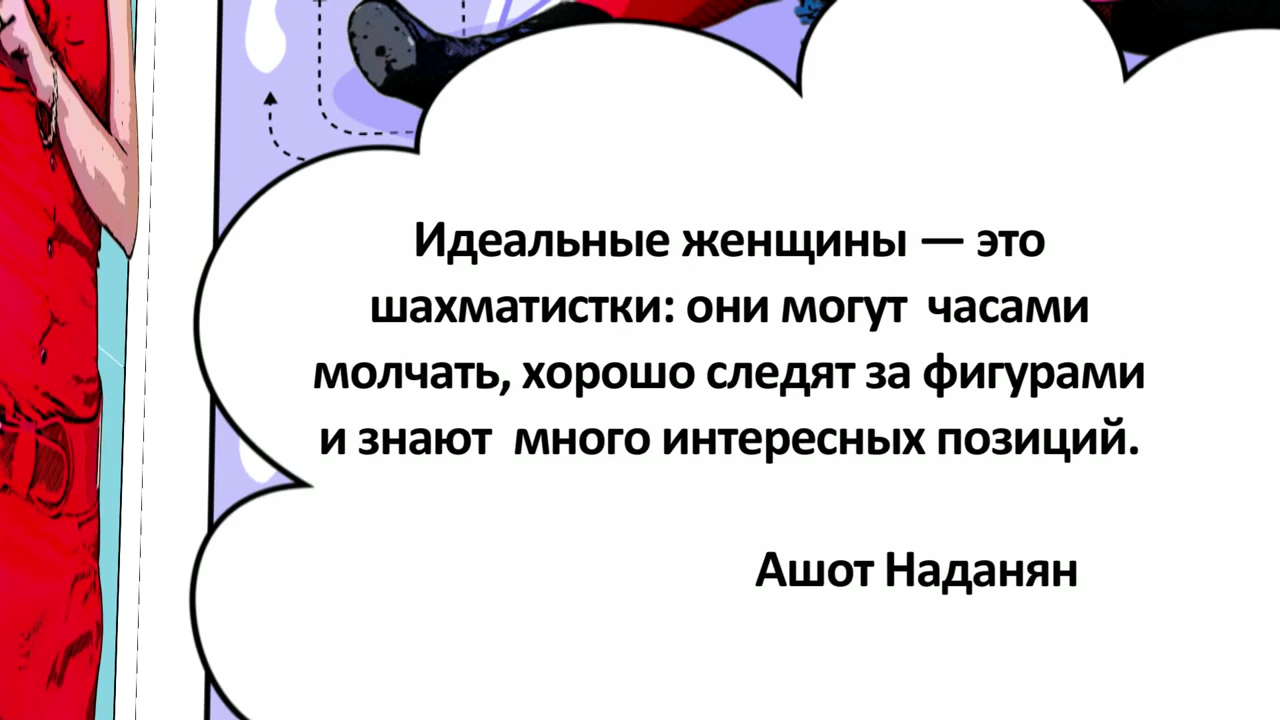 Идеальные женщины — это
шахматистки: они могут часами
молчать, хорошо следят за фигурами
и знают много интересных позиций.
Ашот Наданян